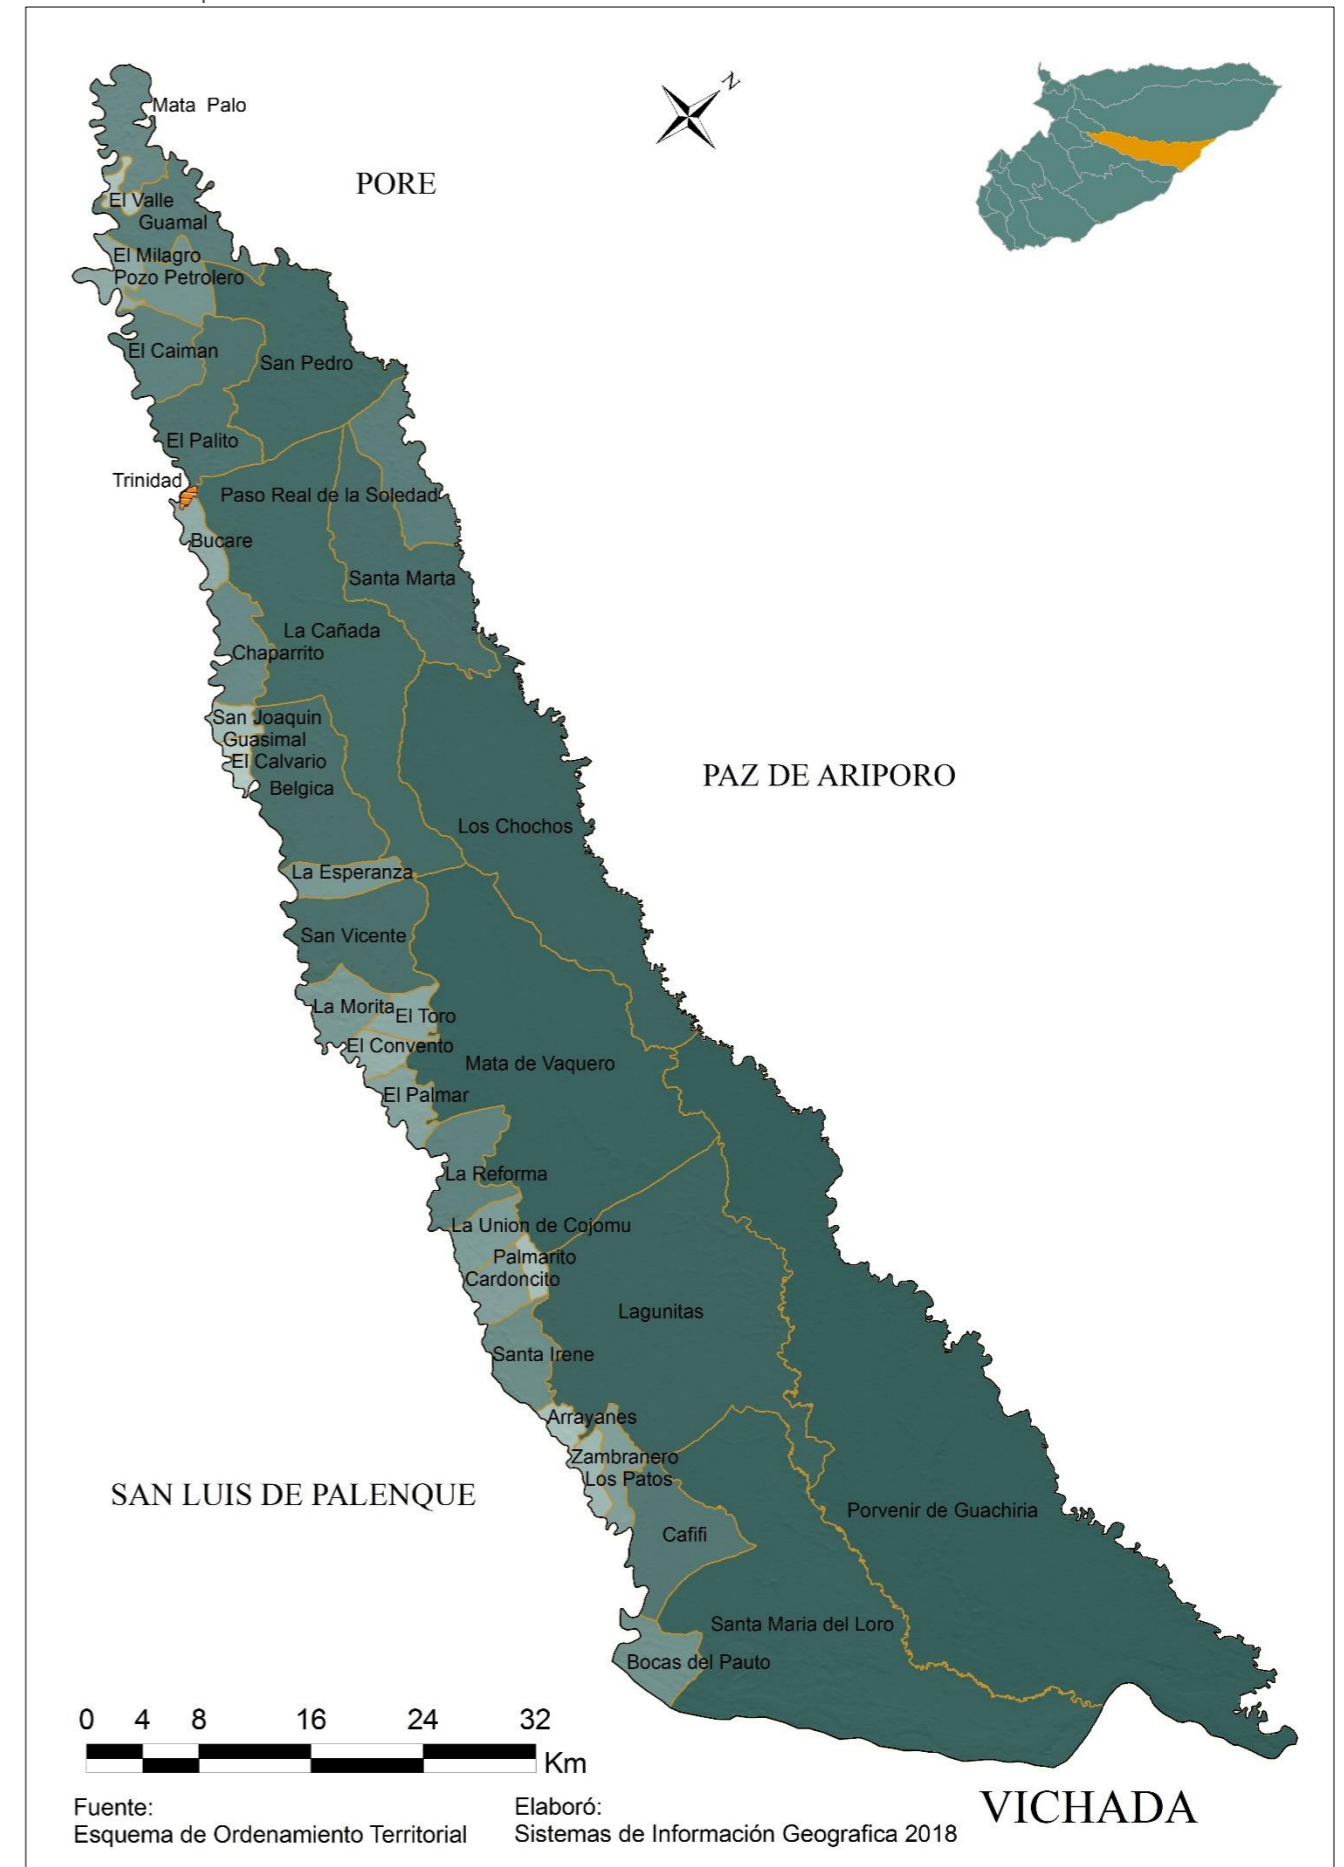 N
Mata Palo
PORE
El Valle
Guamal
El Milagro
Pozo Petrolero
El Caiman
San Pedro
El Palito
Trinidad
Paso Real de la Soledad
Bucare
Santa Marta
La Cañada
Chaparrito
San Joaquin
Guasimal
El Calvario
Belgica
PAZ DE ARIPORO
Los Chochos
La Esperanza
San Vicente
La Morita
El Toro
El Convento
Mata de Vaquero
El Palmar
La Reforma
La Union de Cojomu
Palmarito
Cardoncito
Lagunitas
Santa Irene
Arrayanes
Zambranero
Los Patos
SAN LUIS DE PALENQUE
Porvenir de Guachiria
Cafifi
Santa Maria del Loro
Bocas del Pauto
0 4 8 16 24 32
Km
VICHADA
Fuente:
Esquema de Ordenamiento Territorial
Elaboró:
Sistemas de Información Geografica 2018